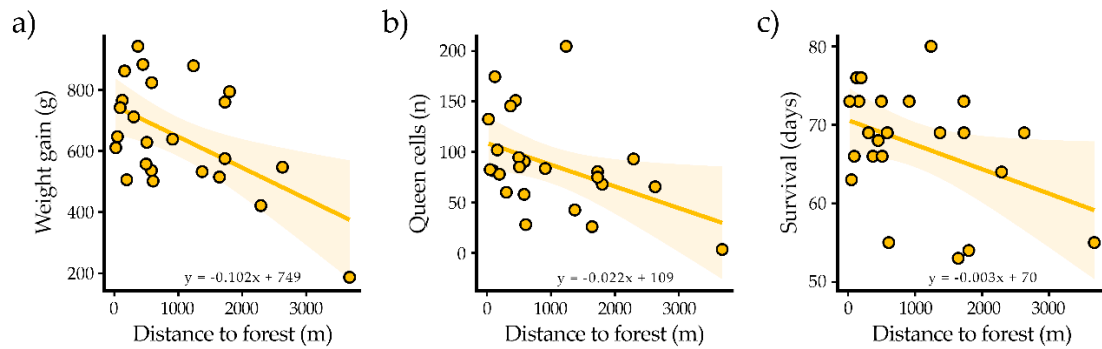 a)
Weight gain (g)
800
600
400
200
y = -0.102x + 749
0 1000 2000 3000
Distance to forest (m)
b)
Queen cells (n)
200
150
100
50
0
y = -0.022x + 109
0 1000 2000 3000
Distance to forest (m)
c)
Survival (days)
80
70
60
50
y = -0.003x + 70
0 1000 2000 3000
Distance to forest (m)